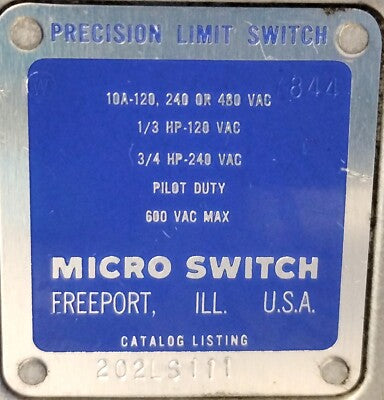 PRECISION LIMIT SWITCH
W 844
10A-120, 240 OR 480 VAC
1/3 HP-120 VAC
3/4 HP-240 VAC
PILOT DUTY
600 VAC MAX
MICRO SWITCH
FREEPORT, ILL. U.S.A.
CATALOG LISTING
202LS111